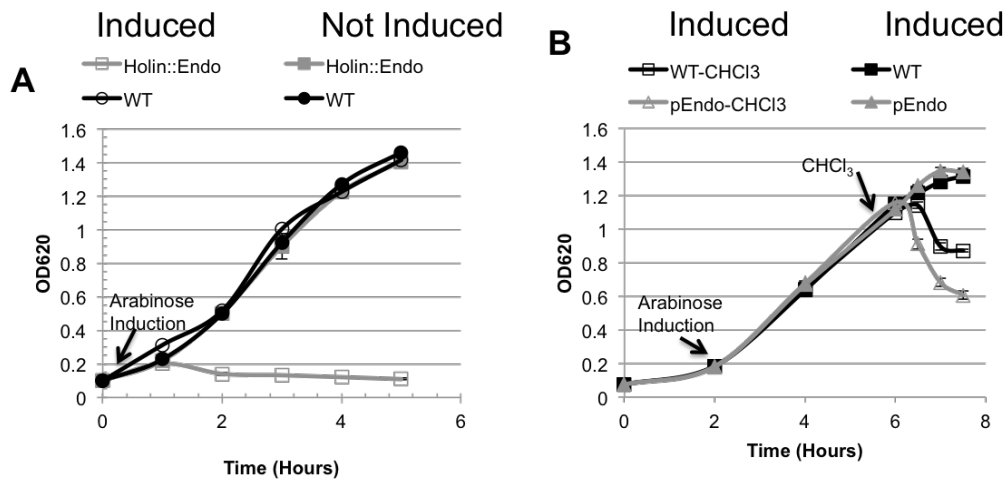 Induced Not Induced
A
Holin::Endo Holin::Endo
WT WT
1.6
1.4
1.2
1
0.8
0.6
0.4
0.2
0
OD620
Arabinose
Induction
0 2 4 6
Time (Hours)
Induced Induced
B
WT-CHCl3 WT
pEndo-CHCl3 pEndo
1.6
1.4
1.2
1
0.8
0.6
0.4
0.2
0
OD620
CHCl3
Arabinose
Induction
0 2 4 6 8
Time (Hours)